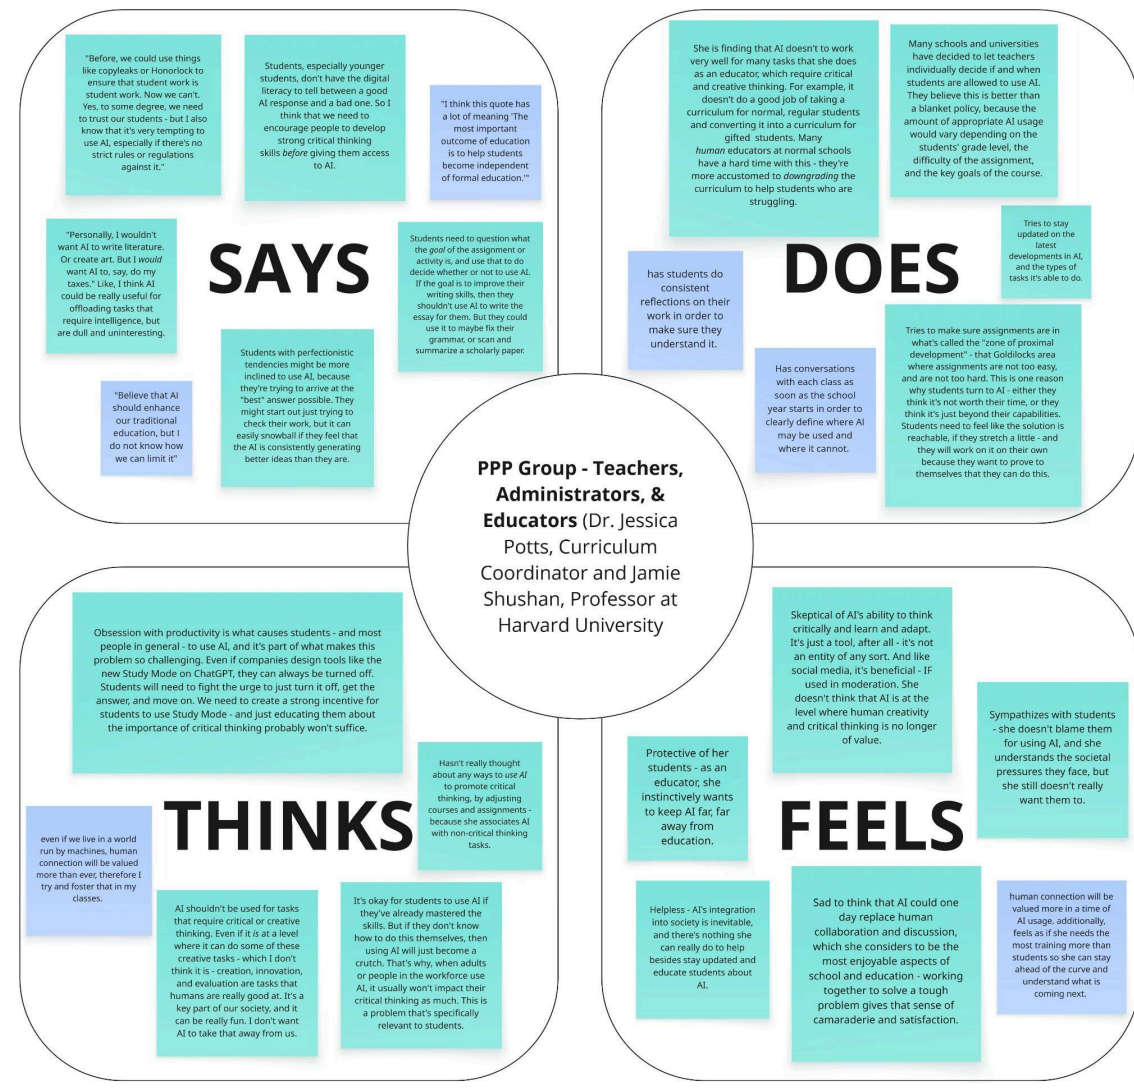 "Before, we could use things
like copyleaks or Honorlock to
ensure that student work is
student work. Now we can't.
Yes, to some degree, we need
to trust our students - but I also
know that it's very tempting to
use AI, especially if there's no
strict rules or regulations
against it."
Students, especially younger
students, don't have the digital
literacy to tell between a good
AI response and a bad one. So I
think that we need to
encourage people to develop
strong critical thinking
skills before giving them access
to AI.
"I think this quote has
a lot of meaning 'The
most important
outcome of education
is to help students
become independent
of formal education.'"
"Personally, I wouldn't
want AI to write literature.
Or create art. But I would
want AI to, say, do my
taxes." Like, I think AI
could be really useful for
offloading tasks that
require intelligence, but
are dull and uninteresting.
SAYS
Students need to question what
the goal of the assignment or
activity is, and use that to do
decide whether or not to use AI.
If the goal is to improve their
writing skills, then they
shouldn't use AI to write the
essay for them. But they could
use it to maybe fix their
grammar, or scan and
summarize a scholarly paper.
Students with perfectionistic
tendencies might be more
inclined to use AI, because
they're trying to arrive at the
"best" answer possible. They
might start out just trying to
check their work, but it can
easily snowball if they feel that
the AI is consistently generating
better ideas than they are.
"Believe that AI
should enhance
our traditional
education, but I
do not know how
we can limit it"
She is finding that AI doesn't to work
very well for many tasks that she does
as an educator, which require critical
and creative thinking. For example, it
doesn't do a good job of taking a
curriculum for normal, regular students
and converting it into a curriculum for
gifted students. Many
human educators at normal schools
have a hard time with this - they're
more accustomed to downgrading the
curriculum to help students who are
struggling.
Many schools and universities
have decided to let teachers
individually decide if and when
students are allowed to use AI.
They believe this is better than
a blanket policy, because the
amount of appropriate AI usage
would vary depending on the
students' grade level, the
difficulty of the assignment,
and the key goals of the course.
Tries to stay
updated on the
latest
developments in AI,
and the types of
tasks it's able to do.
DOES
has students do
consistent
reflections on their
work in order to
make sure they
understand it.
Has conversations
with each class as
soon as the school
year starts in order to
clearly define where AI
may be used and
where it cannot.
Tries to make sure assignments are in
what's called the "zone of proximal
development" - that Goldilocks area
where assignments are not too easy,
and are not too hard. This is one reason
why students turn to AI - either they
think it's not worth their time, or they
think it's just beyond their capabilities.
Students need to feel like the solution is
reachable, if they stretch a little - and
they will work on it on their own
because they want to prove to
themselves that they can do this.
PPP Group - Teachers,
Administrators, &
Educators (Dr. Jessica
Potts, Curriculum
Coordinator and Jamie
Shushan, Professor at
Harvard University
Obsession with productivity is what causes students - and most
people in general - to use AI, and it's part of what makes this
problem so challenging. Even if companies design tools like the
new Study Mode on ChatGPT, they can always be turned off.
Students will need to fight the urge to just turn it off, get the
answer, and move on. We need to create a strong incentive for
students to use Study Mode - and just educating them about
the importance of critical thinking probably won't suffice.
Hasn't really thought
about any ways to use AI
to promote critical
thinking, by adjusting
courses and assignments -
because she associates AI
with non-critical thinking
tasks.
THINKS
even if we live in a world
run by machines, human
connection will be valued
more than ever, therefore I
try and foster that in my
classes.
AI shouldn't be used for tasks
that require critical or creative
thinking. Even if it is at a level
where it can do some of these
creative tasks - which I don't
think it is - creation, innovation,
and evaluation are tasks that
humans are really good at. It's a
key part of our society, and it
can be really fun. I don't want
AI to take that away from us.
It's okay for students to use AI if
they've already mastered the
skills. But if they don't know
how to do this themselves, then
using AI will just become a
crutch. That's why, when adults
or people in the workforce use
AI, it usually won't impact their
critical thinking as much. This is
a problem that's specifically
relevant to students.
Skeptical of AI's ability to think
critically and learn and adapt.
It's just a tool, after all - it's not
an entity of any sort. And like
social media, it's beneficial - IF
used in moderation. She
doesn't think that AI is at the
level where human creativity
and critical thinking is no longer
of value.
Sympathizes with students
- she doesn't blame them
for using AI, and she
understands the societal
pressures they face, but
she still doesn't really
want them to.
Protective of her
students - as an
educator, she
instinctively wants
to keep AI far, far
away from
education.
FEELS
Helpless - AI's integration
into society is inevitable,
and there's nothing she
can really do to help
besides stay updated and
educate students about
AI.
Sad to think that AI could one
day replace human
collaboration and discussion,
which she considers to be the
most enjoyable aspects of
school and education - working
together to solve a tough
problem gives that sense of
camaraderie and satisfaction.
human connection will be
valued more in a time of
AI usage. additionally,
feels as if she needs the
most training more than
students so she can stay
ahead of the curve and
understand what is
coming next.